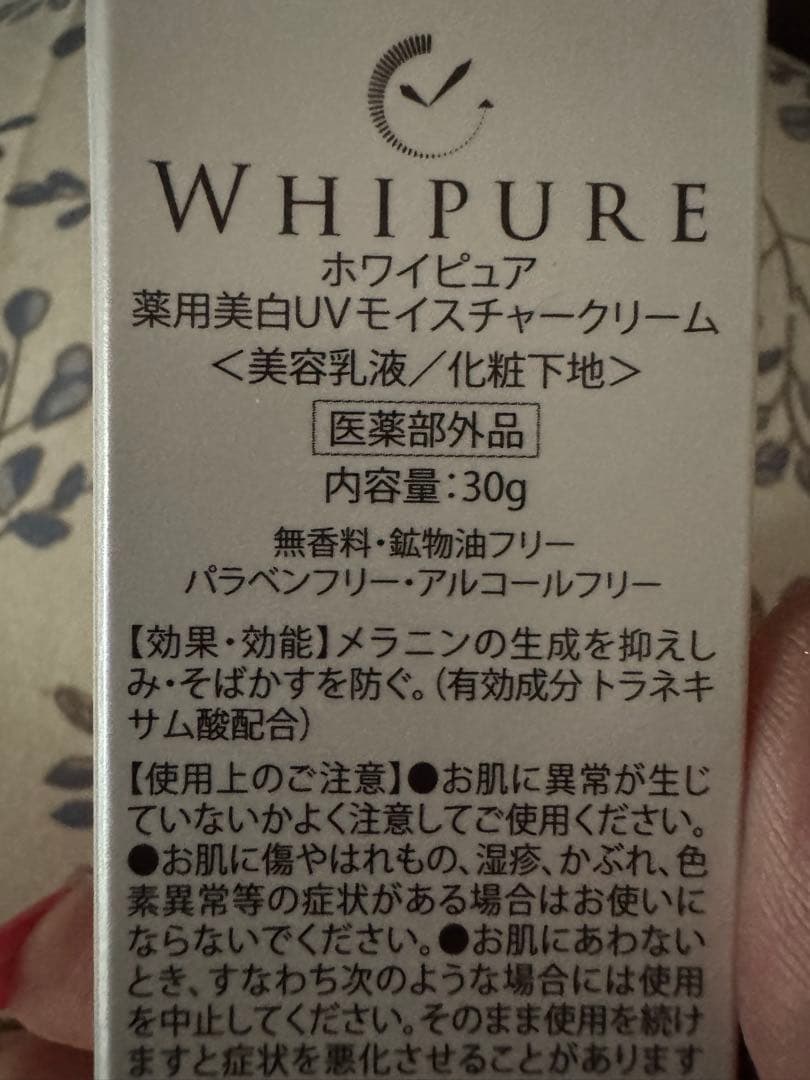 WHIPURE
ホワイピュア
薬用美白UVモイスチャークリーム
＜美容乳液／化粧下地＞
医薬部外品
内容量：30g
無香料・鉱物油フリー
パラベンフリー・アルコールフリー
【効果・効能】メラニンの生成を抑えし
み・そばかすを防ぐ。（有効成分 トラネキ
サム酸配合）
【使用上のご注意】●お肌に異常が生じ
ていないかよく注意してご使用ください。
●お肌に傷やはれもの、湿疹、かぶれ、色
素異常等の症状がある場合はお使いに
ならないでください。●お肌にあわない
とき、すなわち次のような場合には使用
を中止してください。そのまま使用を続け
ますと症状を悪化させることがあります